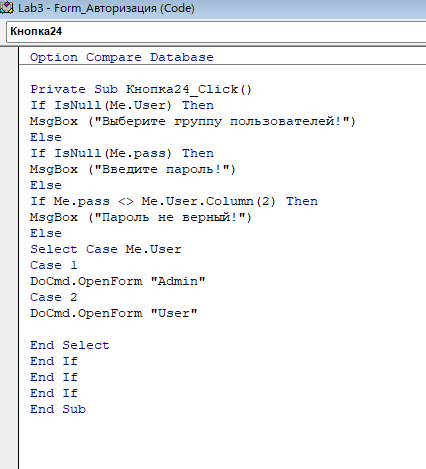 Lab3 - Form_Авторизация (Code)
Кнопка24
Option Compare Database
Private Sub Кнопка24_Click()
If IsNull(Me.User) Then
MsgBox ("Выберите группу пользователей!")
Else
If IsNull(Me.pass) Then
MsgBox ("Введите пароль!")
Else
If Me.pass <> Me.User.Column(2) Then
MsgBox ("Пароль не верный!")
Else
Select Case Me.User
Case 1
DoCmd.OpenForm "Admin"
Case 2
DoCmd.OpenForm "User"
End Select
End If
End If
End If
End Sub